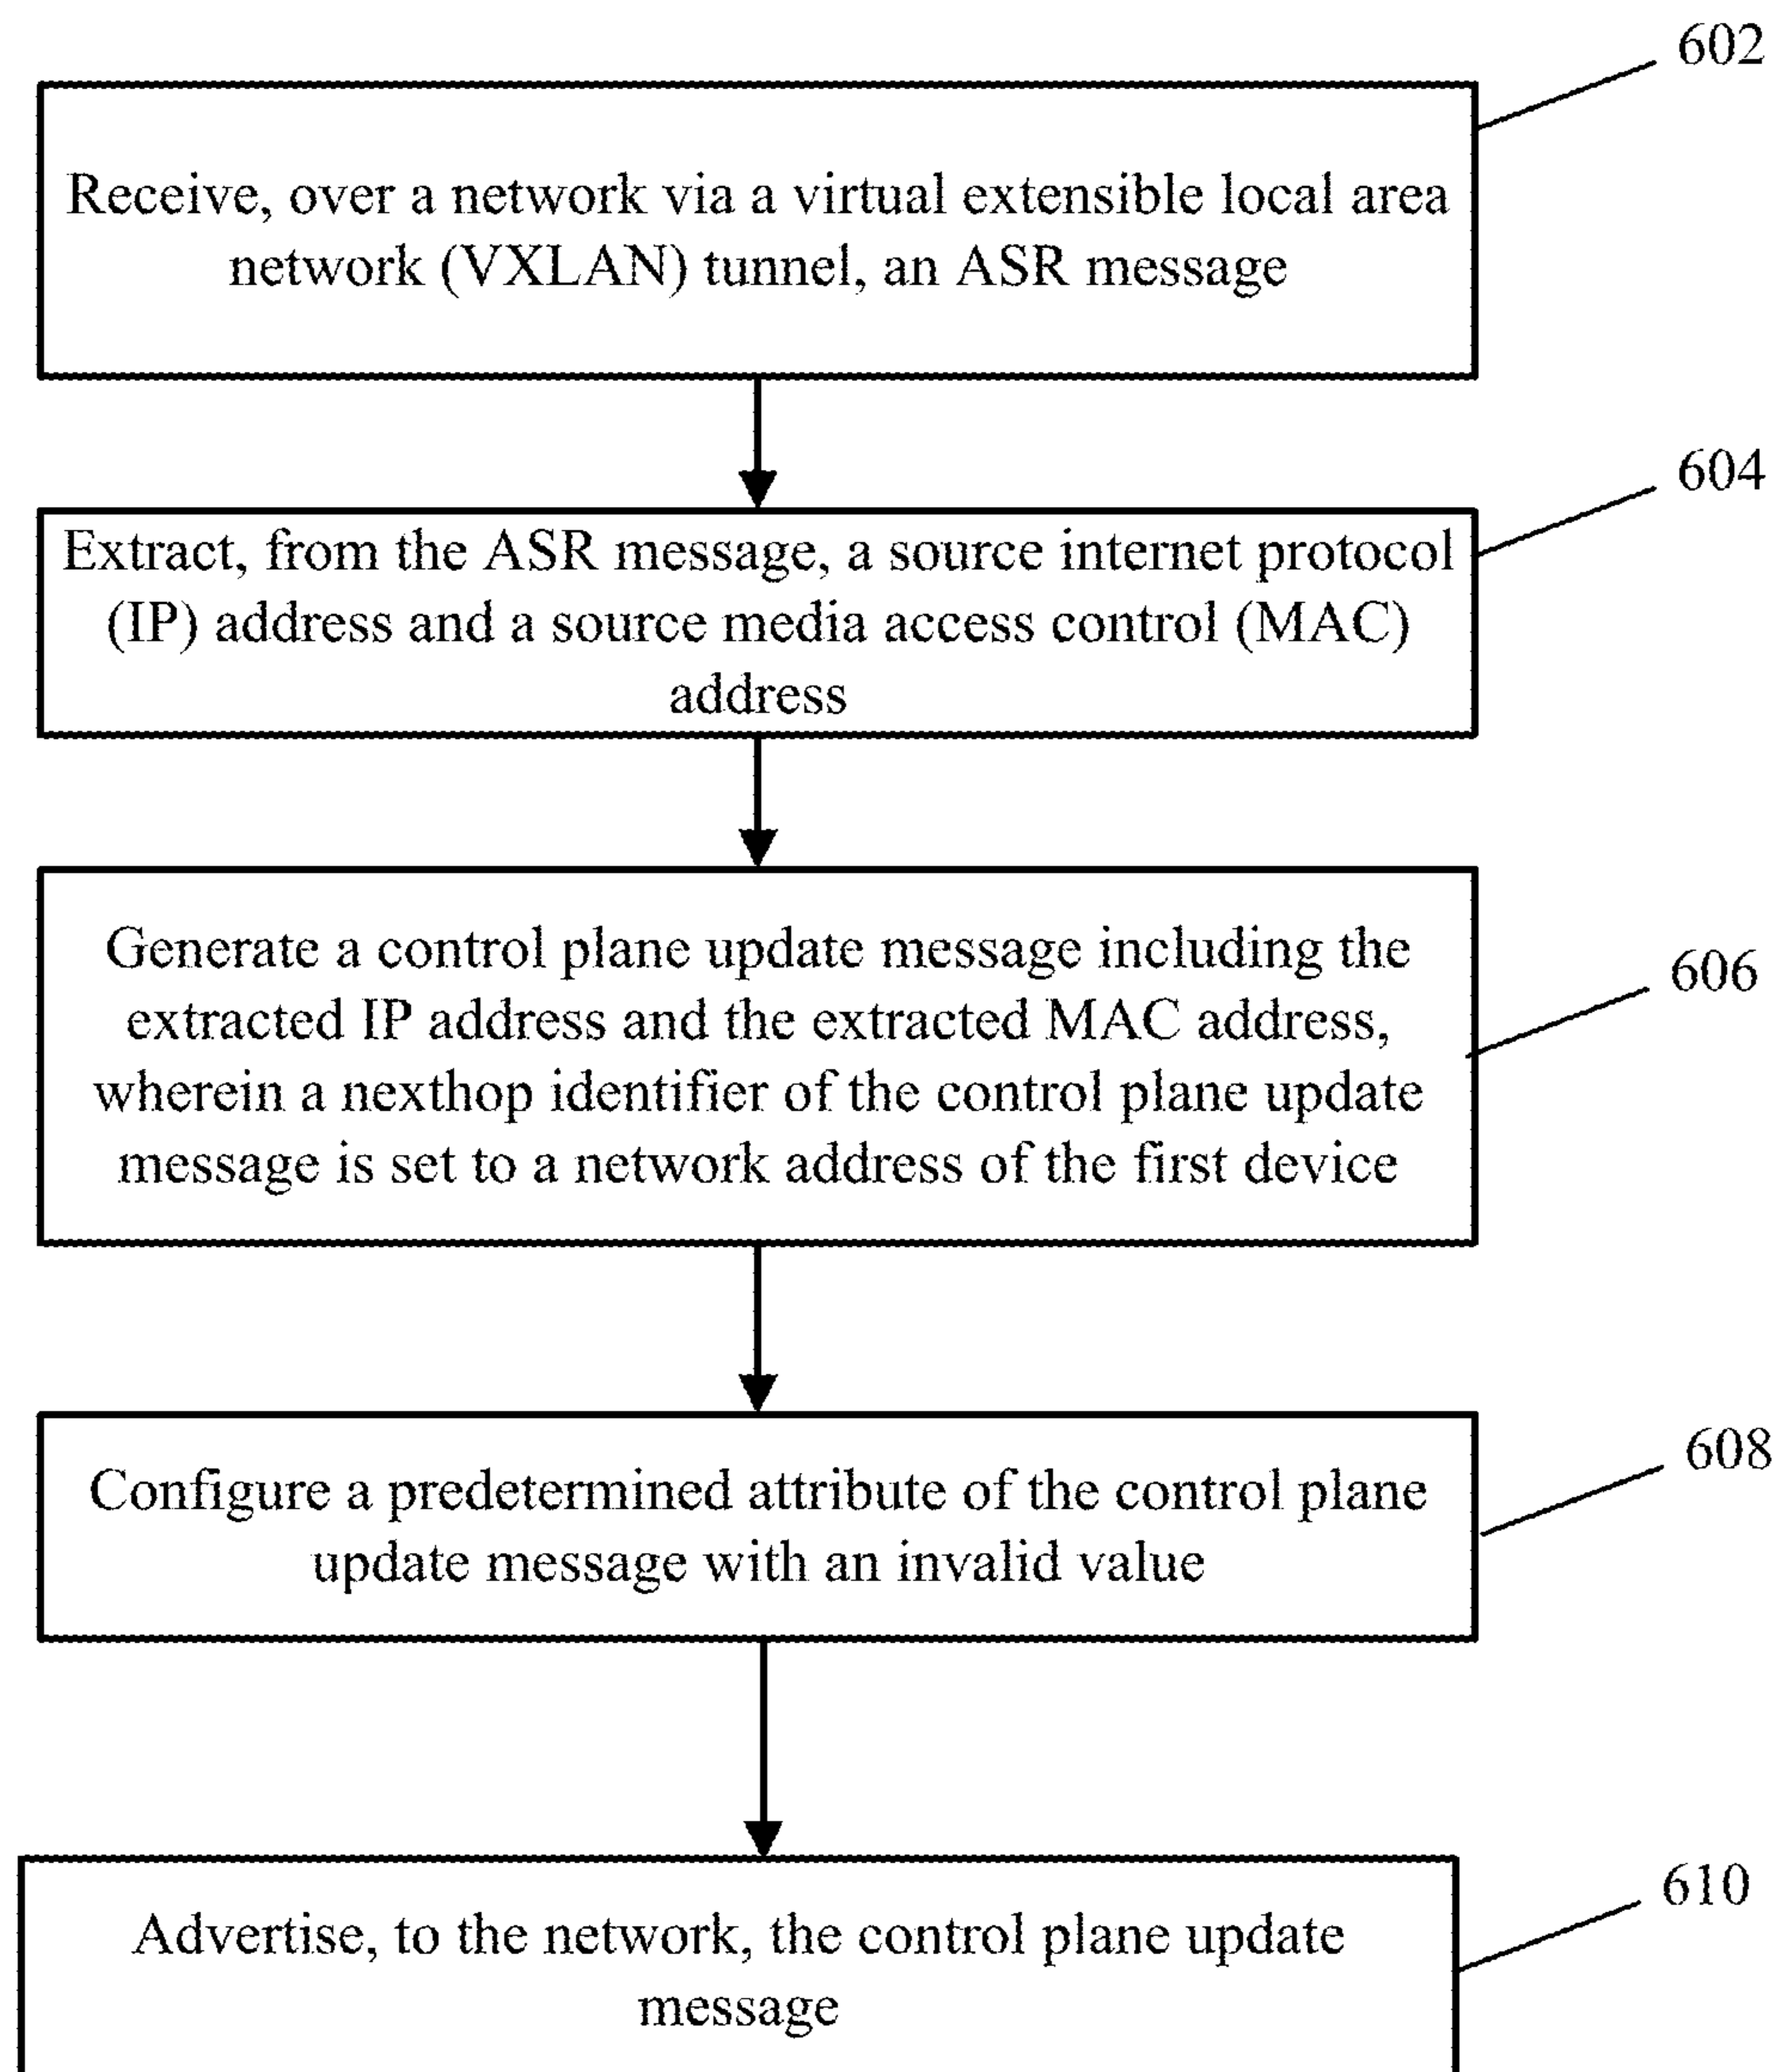 602
Receive, over a network via a virtual extensible local area
network (VXLAN) tunnel, an ASR message
604
Extract, from the ASR message, a source internet protocol
(IP) address and a source media access control (MAC)
address
Generate a control plane update message including the
606
extracted IP address and the extracted MAC address,
wherein a nexthop identifier of the control plane update
message is set to a network address of the first device
608
Configure a predetermined attribute of the control plane
update message with an invalid value
610
Advertise, to the network, the control plane update
message